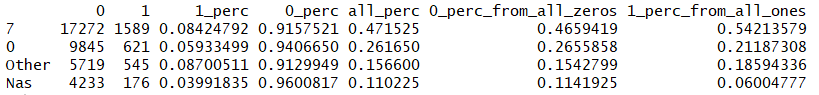 0 1 1_perc 0_perc all_perc 0_perc_from_all_zeros 1_perc_from_all_ones
7 17272 1589 0.08424792 0.9157521 0.471525 0.4659419 0.54213579
0 9845 621 0.05933499 0.9406650 0.261650 0.2655858 0.21187308
Other 5719 545 0.08700511 0.9129949 0.156600 0.1542799 0.18594336
Nas 4233 176 0.03991835 0.9600817 0.110225 0.1141925 0.06004777